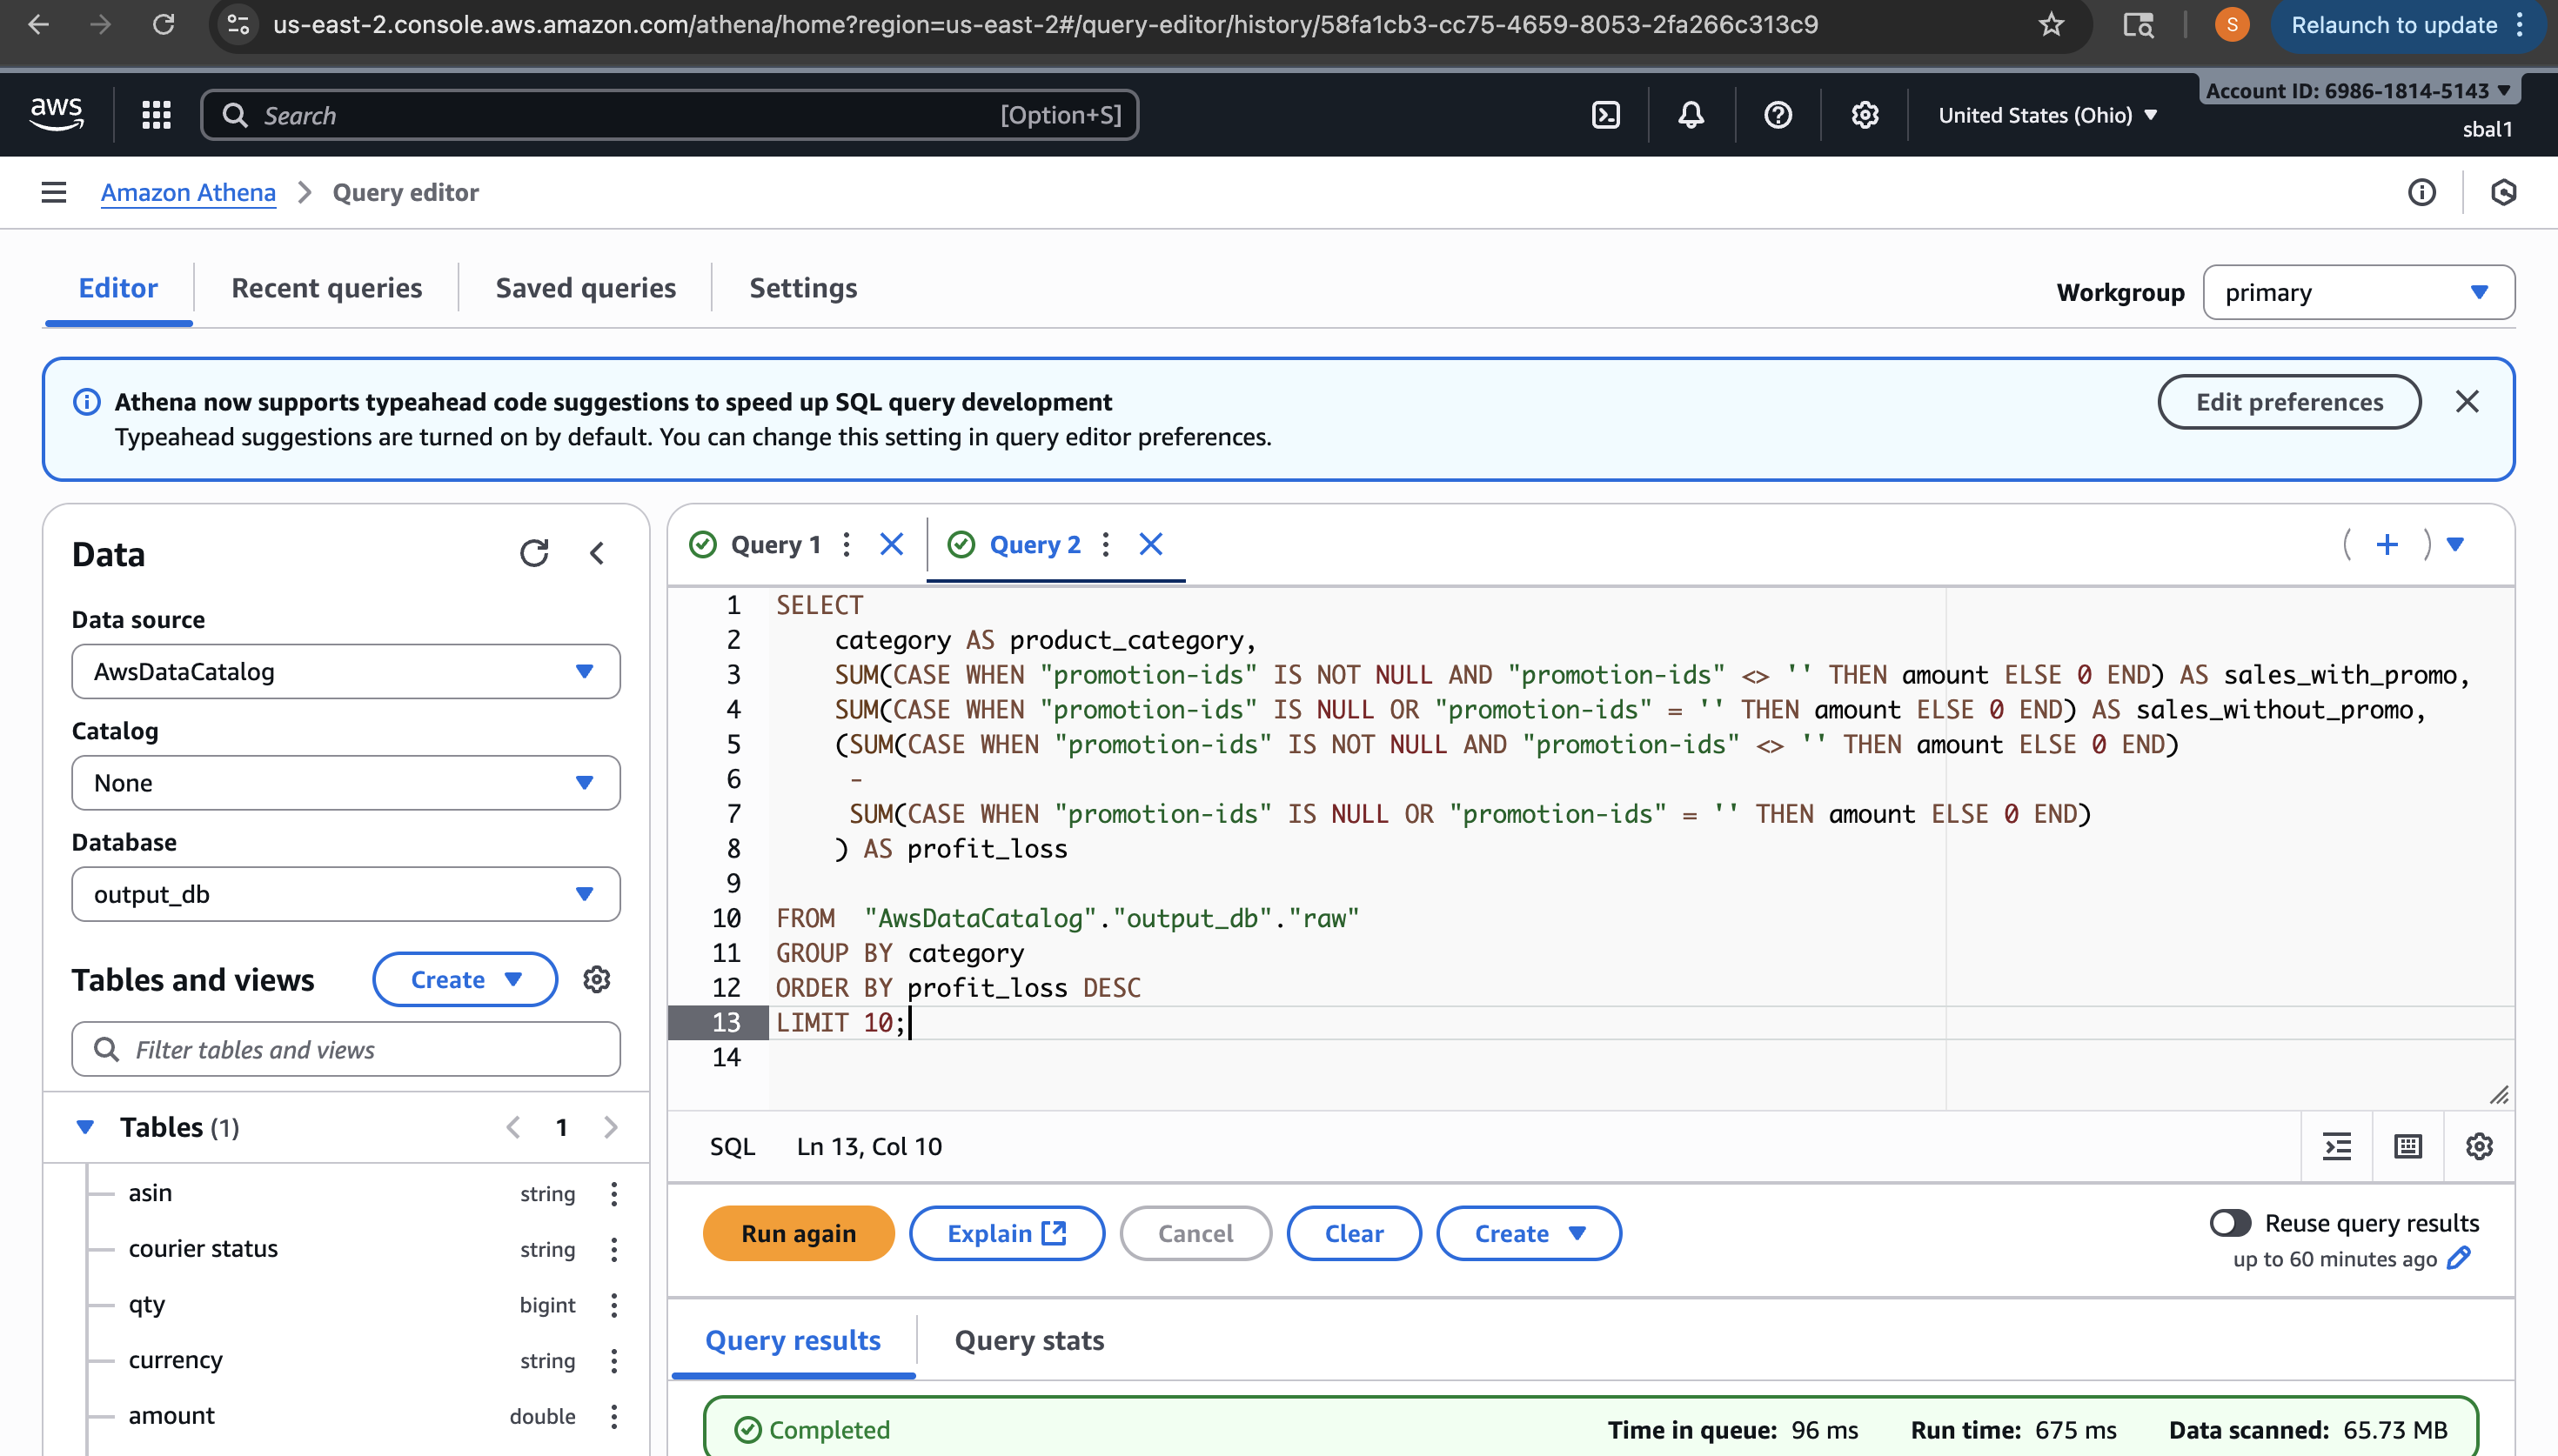 us-east-2.console.aws.amazon.com/athena/home?region=us-east-2#/query-editor/history/58fa1cb3-cc75-4659-8053-2fa266c313c9
S
Relaunch to update
aws
Search
[Option+S]
United States (Ohio)
Account ID: 6986-1814-5143
sbal1
Amazon Athena > Query editor
Editor
Recent queries
Saved queries
Settings
Workgroup
primary
Athena now supports typeahead code suggestions to speed up SQL query development
Typeahead suggestions are turned on by default. You can change this setting in query editor preferences.
Edit preferences
Data
Data source
AwsDataCatalog
Catalog
None
Database
output_db
Tables and views
Create
Filter tables and views
Tables (1)
1
asin string
courier status string
qty bigint
currency string
amount double
Query 1
Query 2
1 SELECT
2 category AS product_category,
3 SUM(CASE WHEN "promotion-ids" IS NOT NULL AND "promotion-ids" <> '' THEN amount ELSE 0 END) AS sales_with_promo,
4 SUM(CASE WHEN "promotion-ids" IS NULL OR "promotion-ids" = '' THEN amount ELSE 0 END) AS sales_without_promo,
5 (SUM(CASE WHEN "promotion-ids" IS NOT NULL AND "promotion-ids" <> '' THEN amount ELSE 0 END)
6 -
7 SUM(CASE WHEN "promotion-ids" IS NULL OR "promotion-ids" = '' THEN amount ELSE 0 END)
8 ) AS profit_loss
9
10 FROM "AwsDataCatalog"."output_db"."raw"
11 GROUP BY category
12 ORDER BY profit_loss DESC
13 LIMIT 10;
14
SQL Ln 13, Col 10
Run again
Explain
Cancel
Clear
Create
Reuse query results
up to 60 minutes ago
Query results
Query stats
Completed
Time in queue: 96 ms
Run time: 675 ms
Data scanned: 65.73 MB